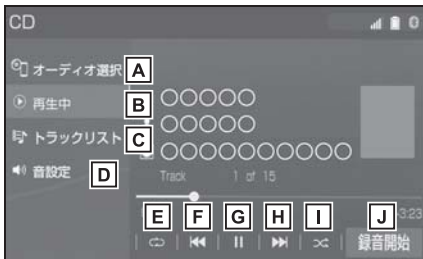 CD
オーディオ選択 A
再生中 B
トラックリスト C
音設定 D
○○○○○
○○○○
○○○○○○○○○○
Track 1 of 15
-3:23
E F G H I J
録音開始